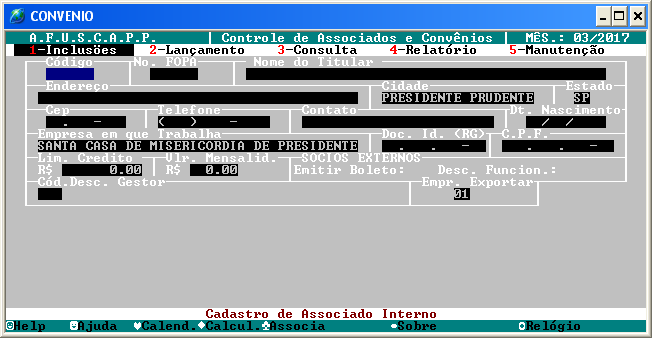 CONVENIO
A.F.U.S.C.A.P.P. | Controle de Associados e Convênios | MÊS.: 03/2017
1-Inclusões 2-Lançamento 3-Consulta 4-Relatório 5-Manutenção
Código No. FOPA Nome do Titular
Endereço Cidade Estado
PRESIDENTE PRUDENTE SP
Cep Telefone Contato Dt. Nascimento
. - ( ) - / /
Empresa em que Trabalha Doc. Id. (RG) C.P.F.
SANTA CASA DE MISERICORDIA DE PRESIDENTE . . - . . -
Lim. Credito Vlr. Mensalid. SOCIOS EXTERNOS
R$ 0.00 R$ 0.00 Emitir Boleto: Desc. Funcion.:
Cód.Desc. Gestor Empr. Exportar
01
Cadastro de Associado Interno
Help Ajuda Calend. Calcul. Associa Sobre Relógio